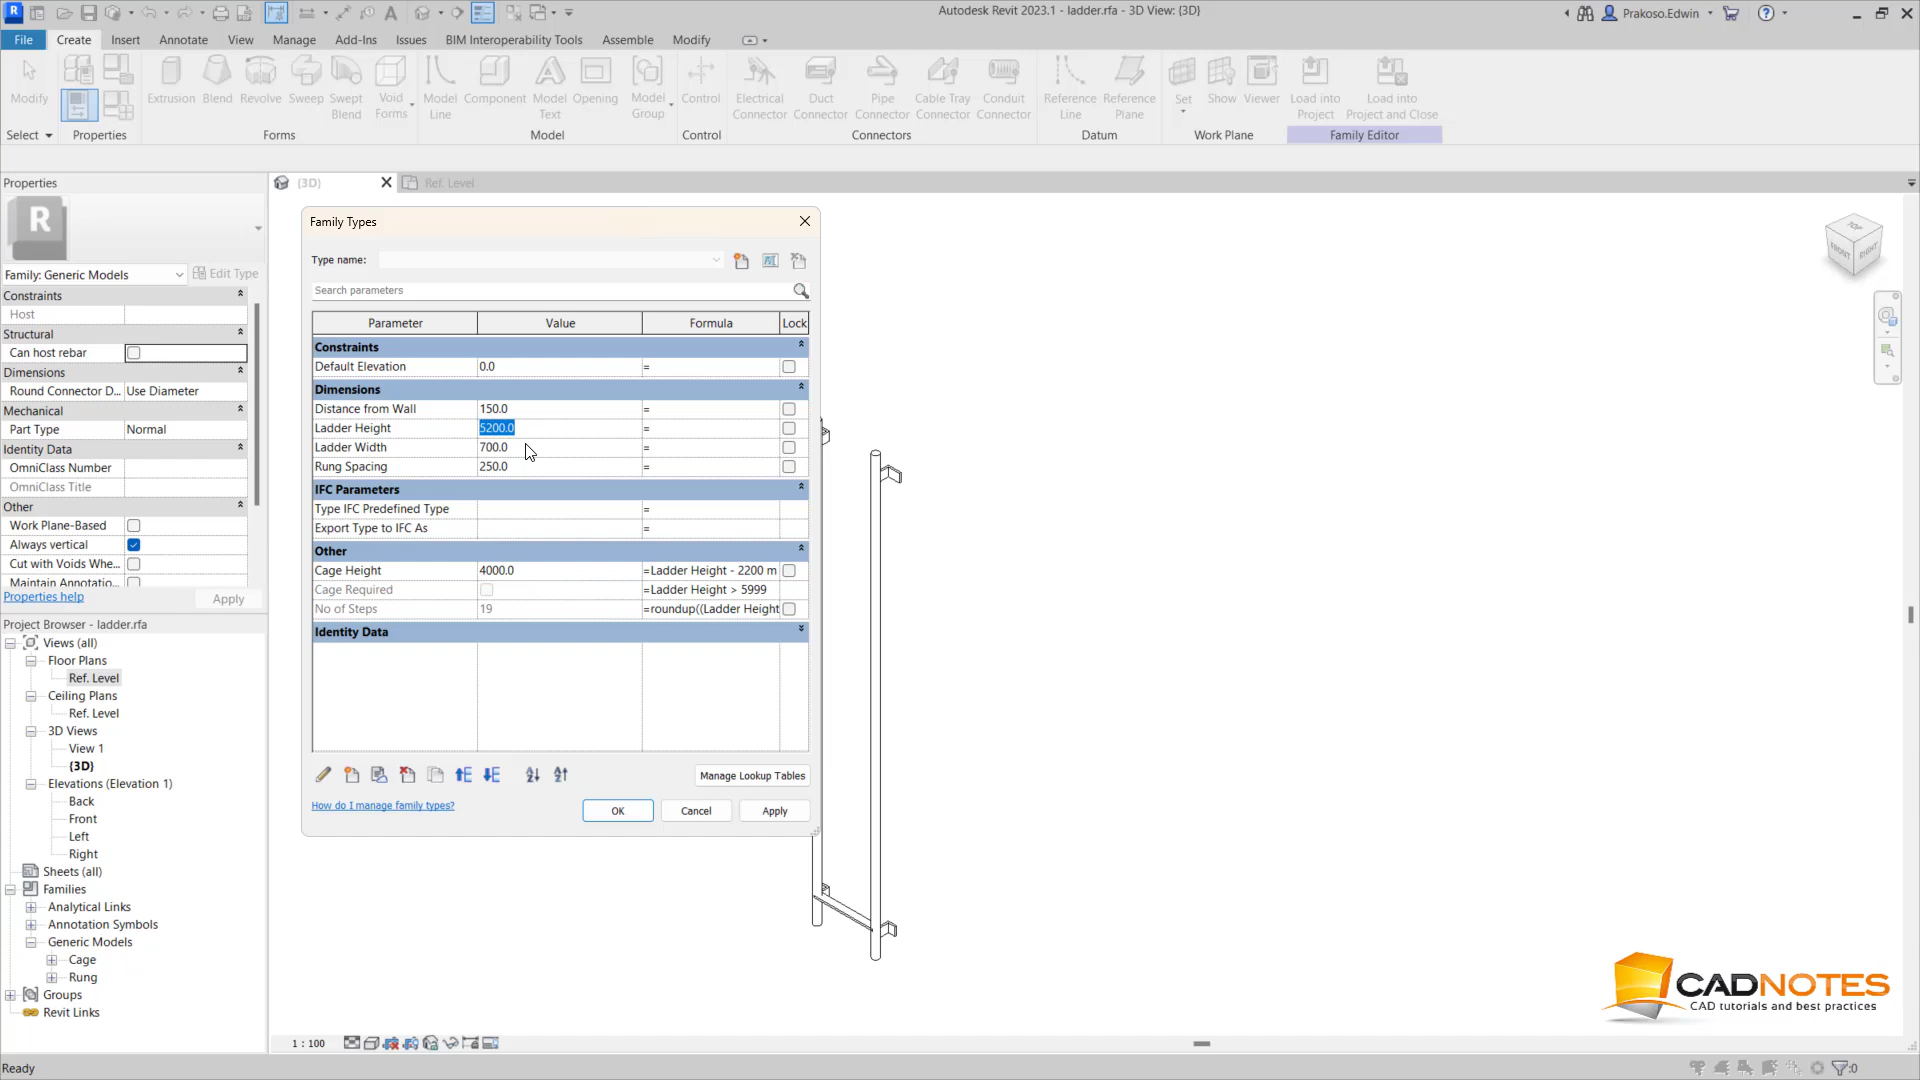 Autodesk Revit 2023.1 - ladder.rfa - 3D View: {3D}
Prakoso.Edwin
File Create Insert Annotate View Manage Add-Ins Issues BIM Interoperability Tools Assemble Modify
Modify
Extrusion Blend Revolve Sweep Swept Blend Void Forms
Model Line Component Model Text Opening Model Group
Control
Electrical Connector Duct Connector Pipe Connector Cable Tray Connector Conduit Connector
Reference Line Reference Plane
Set Show Viewer
Load into Project Load into Project and Close
Select Properties Forms Model Control Connectors Datum Work Plane Family Editor
Properties
{3D} Ref. Level
R
Family: Generic Models Edit Type
Constraints
Host
Structural
Can host rebar
Dimensions
Round Connector D... Use Diameter
Mechanical
Part Type Normal
Identity Data
OmniClass Number
OmniClass Title
Other
Work Plane-Based
Always vertical
Cut with Voids Whe...
Maintain Annotatio...
Properties help Apply
Project Browser - ladder.rfa
Views (all)
Floor Plans
Ref. Level
Ceiling Plans
Ref. Level
3D Views
View 1
{3D}
Elevations (Elevation 1)
Back
Front
Left
Right
Sheets (all)
Families
Analytical Links
Annotation Symbols
Generic Models
Cage
Rung
Groups
Revit Links
Family Types
Type name:
Search parameters
Parameter Value Formula Lock
Constraints
Default Elevation 0.0 =
Dimensions
Distance from Wall 150.0 =
Ladder Height 5200.0 =
Ladder Width 700.0 =
Rung Spacing 250.0 =
IFC Parameters
Type IFC Predefined Type =
Export Type to IFC As =
Other
Cage Height 4000.0 =Ladder Height - 2200 m
Cage Required =Ladder Height > 5999
No of Steps 19 =roundup((Ladder Height
Identity Data
Manage Lookup Tables
How do I manage family types?
OK Cancel Apply
TOP
FRONT RIGHT
CADNOTES
CAD tutorials and best practices
1 : 100
Ready
:0